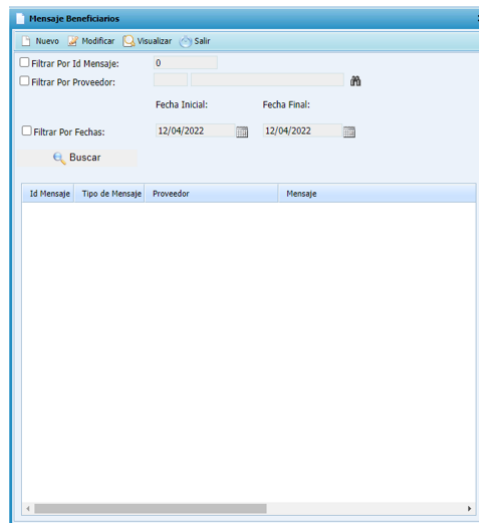 Mensaje Beneficiarios
Nuevo Modificar Visualizar Salir
Filtrar Por Id Mensaje: 0
Filtrar Por Proveedor:
Fecha Inicial: Fecha Final:
Filtrar Por Fechas: 12/04/2022 12/04/2022
Buscar
Id Mensaje Tipo de Mensaje Proveedor Mensaje